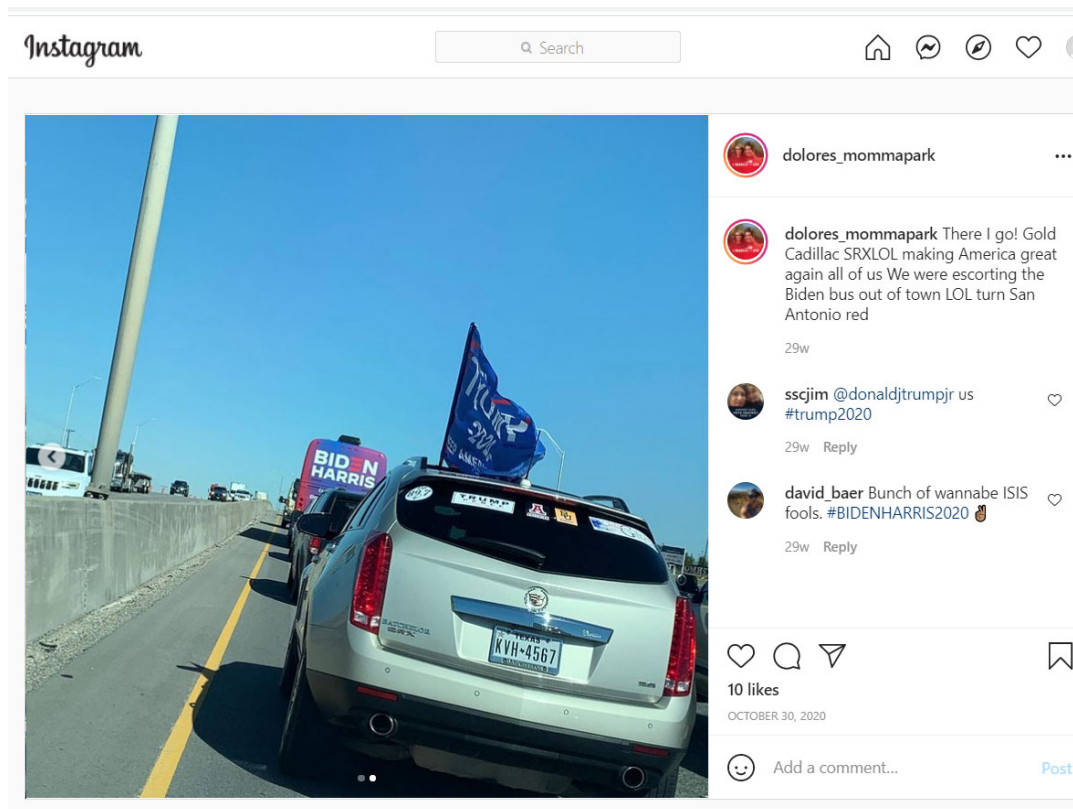 Instagram
Search
dolores_mommapark
dolores_mommapark There I go! Gold
Cadillac SRXLOL making America great
again all of us We were escorting the
Biden bus out of town LOL turn San
Antonio red
29w
sscjim @donaldjtrumpjr us
#trump2020
29w Reply
david_baer Bunch of wannabe ISIS
fools. #BIDENHARRIS2020 ✌🏾
29w Reply
10 likes
OCTOBER 30, 2020
Add a comment...
Post
TRUMP
2020
BIDEN
HARRIS
89.7
TRUMP
SRX
TEXAS
KVH*4567